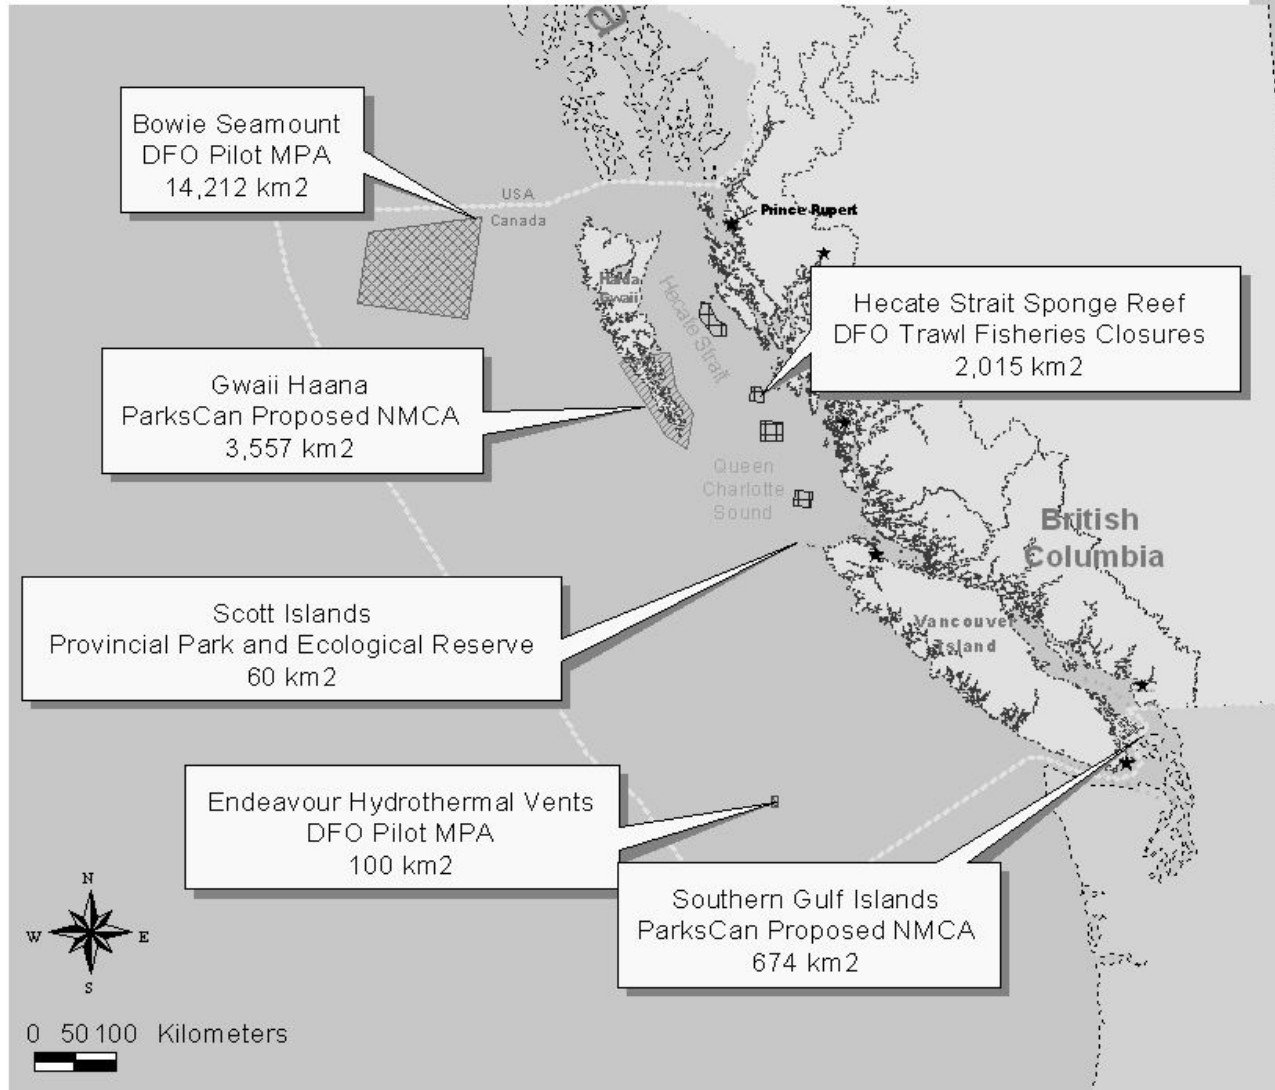 a
Bowie Seamount
DFO Pilot MPA
14,212 km2
USA
Canada
Prince Rupert
Haida
Gwaii
Hecate Strait
Hecate Strait Sponge Reef
DFO Trawl Fisheries Closures
2,015 km2
Gwaii Haana
ParksCan Proposed NMCA
3,557 km2
Queen
Charlotte
Sound
British
Columbia
Scott Islands
Provincial Park and Ecological Reserve
60 km2
Vancouver
Island
Endeavour Hydrothermal Vents
DFO Pilot MPA
100 km2
Southern Gulf Islands
ParksCan Proposed NMCA
674 km2
N
W E
S
0 50 100 Kilometers